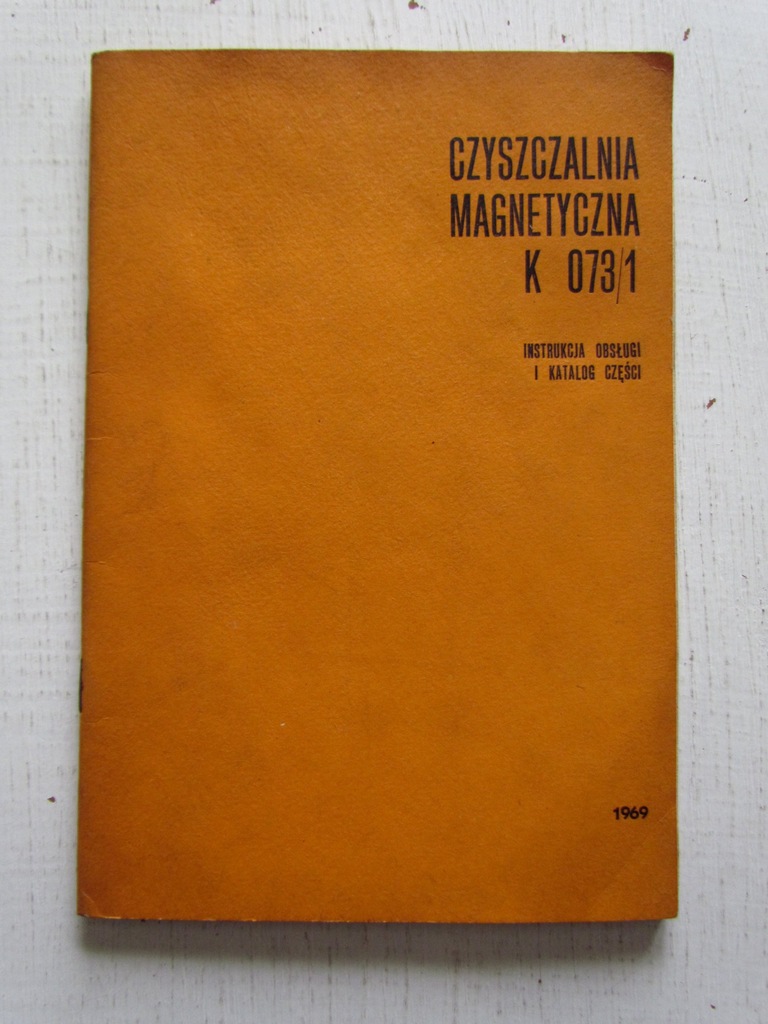 CZYSZCZALNIA
MAGNETYCZNA
K 073/1
INSTRUKCJA OBSŁUGI
I KATALOG CZĘŚCI
1969